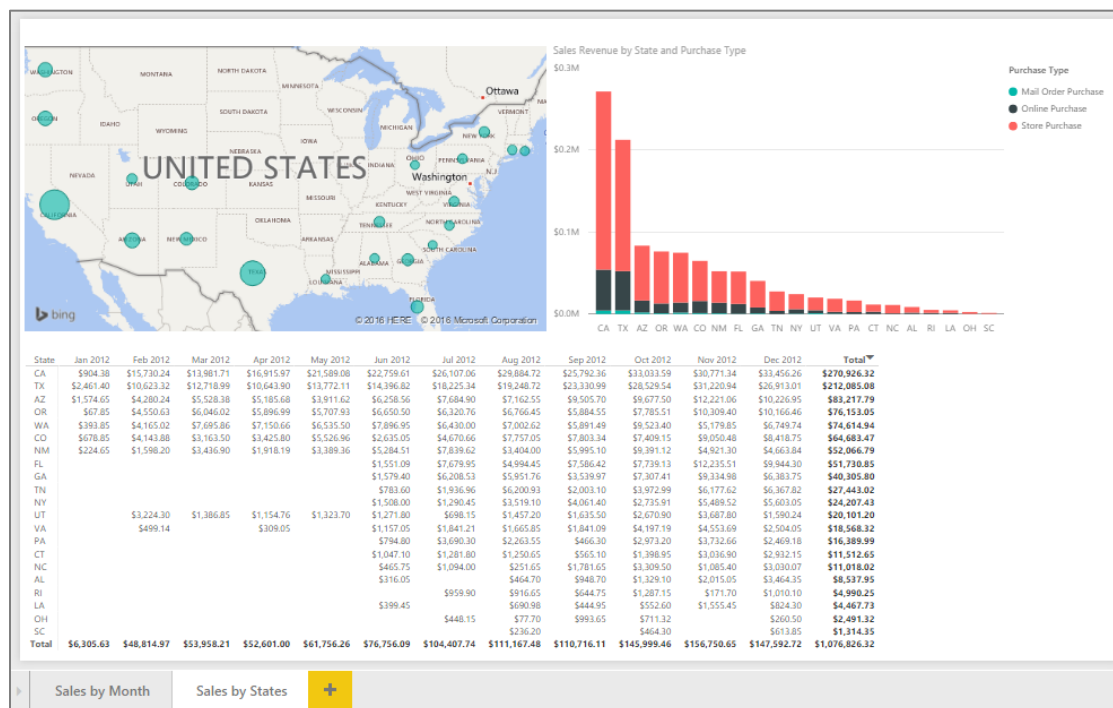 WASHINGTON
MONTANA
NORTH DAKOTA
MINNESOTA
Ottawa
VERMONT
MA
OREGON
IDAHO
SOUTH DAKOTA
WISCONSIN
MICHIGAN
NEW YORK
WYOMING
IOWA
NEBRASKA
UNITED STATES
INDIANA
OHIO
PENNSYLVANIA
N.J.
NEVADA
UTAH
COLORADO
KANSAS
MISSOURI
Washington
WEST VIRGINIA
VIRGINIA
KENTUCKY
CALIFORNIA
OKLAHOMA
TENNESSEE
NORTH CAROLINA
ARIZONA
NEW MEXICO
ARKANSAS
SOUTH CAROLINA
TEXAS
MISSISSIPPI
ALABAMA
GEORGIA
LOUISIANA
FLORIDA
bing
© 2016 HERE © 2016 Microsoft Corporation
Sales Revenue by State and Purchase Type
$0.3M
$0.2M
$0.1M
$0.0M
CA TX AZ OR WA CO NM FL GA TN NY UT VA PA CT NC AL RI LA OH SC
Purchase Type
Mail Order Purchase
Online Purchase
Store Purchase
State Jan 2012 Feb 2012 Mar 2012 Apr 2012 May 2012 Jun 2012 Jul 2012 Aug 2012 Sep 2012 Oct 2012 Nov 2012 Dec 2012 Total
CA $904.38 $15,730.24 $13,981.71 $16,915.97 $21,589.08 $22,759.61 $26,107.06 $29,884.72 $25,792.36 $33,033.59 $30,771.34 $33,456.26 $270,926.32
TX $2,461.40 $10,623.32 $12,718.99 $10,643.90 $13,772.11 $14,396.82 $18,225.34 $19,248.72 $23,330.99 $28,529.54 $31,220.94 $26,913.01 $212,085.08
AZ $1,574.65 $4,280.24 $5,528.38 $5,185.68 $3,911.62 $6,258.56 $7,684.90 $7,162.55 $9,505.70 $9,677.50 $12,221.06 $10,226.95 $83,217.79
OR $67.85 $4,550.63 $6,046.02 $5,896.99 $5,707.93 $6,650.50 $6,320.76 $6,766.45 $5,884.55 $7,785.51 $10,309.40 $10,166.46 $76,153.05
WA $393.85 $4,165.02 $7,695.86 $7,150.66 $6,535.50 $7,896.95 $6,430.00 $7,002.62 $5,891.49 $9,523.40 $5,179.85 $6,749.74 $74,614.94
CO $678.85 $4,143.88 $3,163.50 $3,425.80 $5,526.96 $2,635.05 $4,670.66 $7,757.05 $7,803.34 $7,409.15 $9,050.48 $8,418.75 $64,683.47
NM $224.65 $1,598.20 $3,436.90 $1,918.19 $3,389.36 $5,284.51 $7,839.62 $3,404.00 $5,995.10 $9,391.12 $4,921.30 $4,663.84 $52,066.79
FL $1,551.09 $7,679.95 $4,994.45 $7,586.42 $7,739.13 $12,235.51 $9,944.30 $51,730.85
GA $1,579.40 $6,208.53 $5,951.76 $3,539.97 $7,307.41 $9,334.98 $6,383.75 $40,305.80
TN $783.60 $1,936.96 $6,200.93 $2,003.10 $3,972.99 $6,177.62 $6,367.82 $27,443.02
NY $1,508.00 $1,290.45 $3,519.10 $4,061.40 $2,735.91 $5,489.52 $5,603.05 $24,207.43
UT $3,224.30 $1,386.85 $1,154.76 $1,323.70 $1,271.80 $698.15 $1,457.20 $1,635.50 $2,670.90 $3,687.80 $1,590.24 $20,101.20
VA $499.14 $309.05 $1,157.05 $1,841.21 $1,665.85 $1,841.09 $4,197.19 $4,553.69 $2,504.05 $18,568.32
PA $794.80 $3,690.30 $2,263.55 $466.30 $2,973.20 $3,732.66 $2,469.18 $16,389.99
CT $1,047.10 $1,281.80 $1,250.65 $565.10 $1,398.95 $3,036.90 $2,932.15 $11,512.65
NC $465.75 $1,094.00 $251.65 $1,781.65 $3,309.50 $1,085.40 $3,030.07 $11,018.02
AL $316.05 $464.70 $948.70 $1,329.10 $2,015.05 $3,464.35 $8,537.95
RI $959.90 $916.65 $644.75 $1,287.15 $171.70 $1,010.10 $4,990.25
LA $399.45 $690.98 $444.95 $552.60 $1,555.45 $824.30 $4,467.73
OH $448.15 $77.70 $993.65 $711.32 $260.50 $2,491.32
SC $236.20 $464.30 $613.85 $1,314.35
Total $6,305.63 $48,814.97 $53,958.21 $52,601.00 $61,756.26 $76,756.09 $104,407.74 $111,167.48 $110,716.11 $145,999.46 $156,750.65 $147,592.72 $1,076,826.32
Sales by Month
Sales by States
+